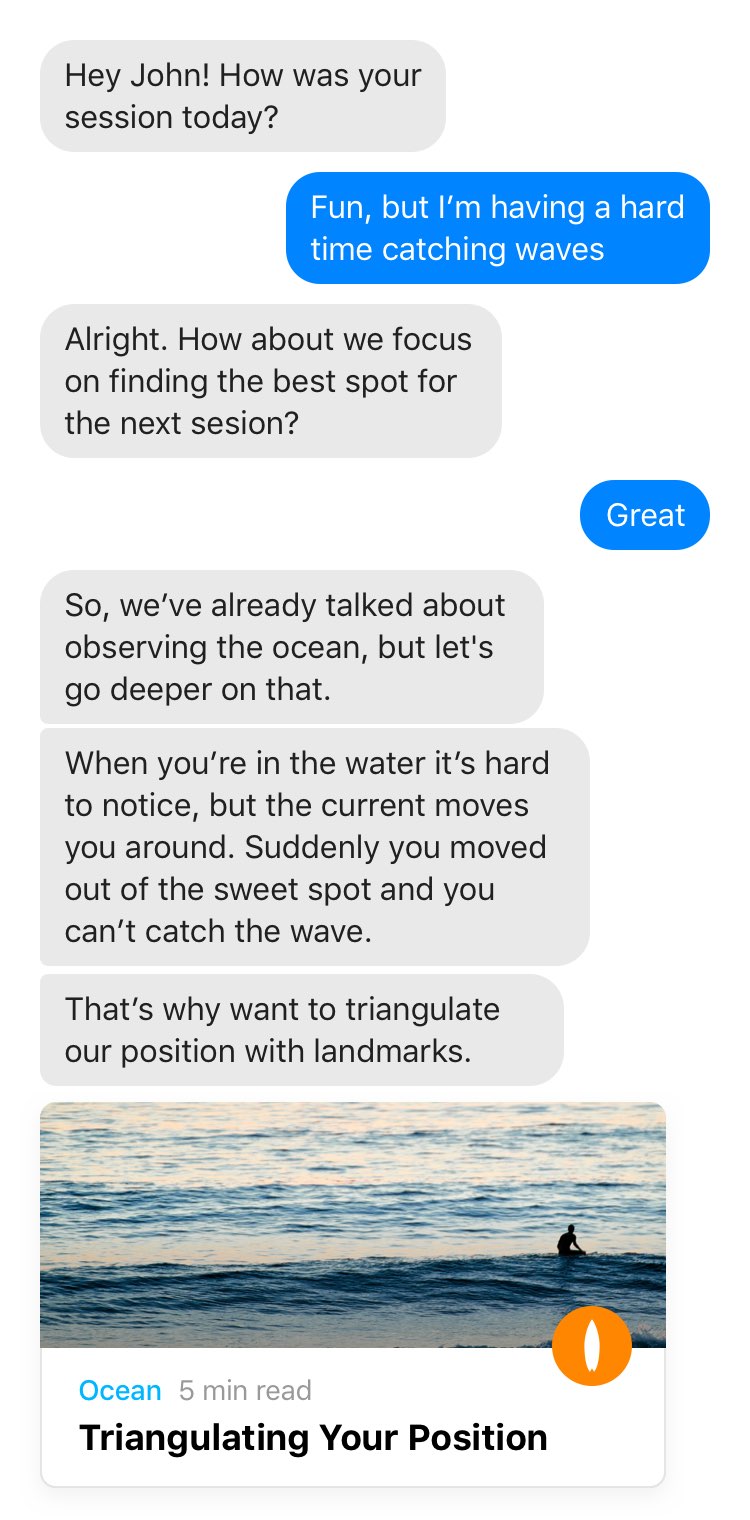 Hey John! How was your
session today?
Fun, but I’m having a hard
time catching waves
Alright. How about we focus
on finding the best spot for
the next sesion?
Great
So, we’ve already talked about
observing the ocean, but let's
go deeper on that.
When you’re in the water it’s hard
to notice, but the current moves
you around. Suddenly you moved
out of the sweet spot and you
can’t catch the wave.
That’s why want to triangulate
our position with landmarks.
Ocean 5 min read
Triangulating Your Position